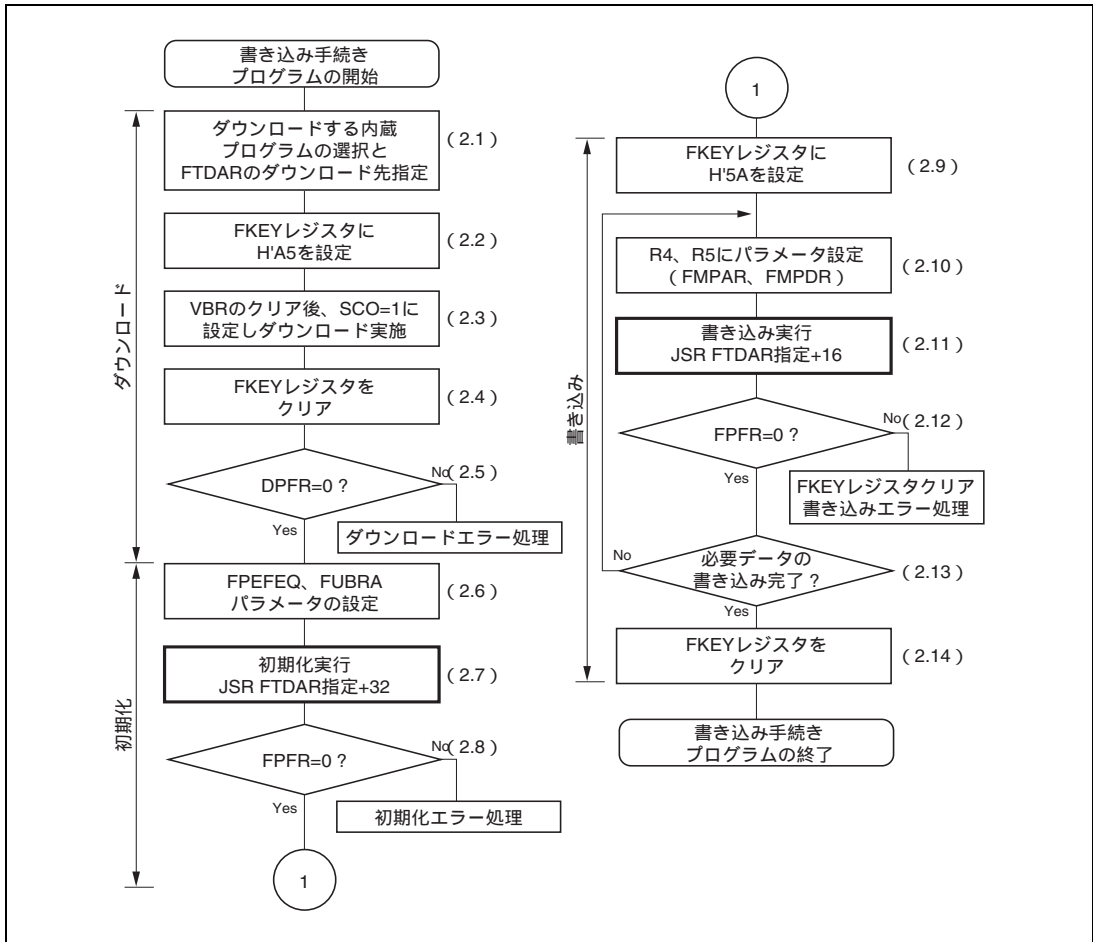 書き込み手続き
プログラムの開始
ダウンロード
ダウンロードする内蔵
プログラムの選択と
FTDARのダウンロード先指定
（2.1）
FKEYレジスタに
H'A5を設定
（2.2）
VBRのクリア後、SCO=1に
設定しダウンロード実施
（2.3）
FKEYレジスタを
クリア
（2.4）
DPFR=0？
No（2.5）
Yes
ダウンロードエラー処理
初期化
FPEFEQ、FUBRA
パラメータの設定
（2.6）
初期化実行
JSR FTDAR指定+32
（2.7）
FPFR=0？
No（2.8）
Yes
初期化エラー処理
1
1
書き込み
FKEYレジスタに
H'5Aを設定
（2.9）
R4、R5にパラメータ設定
（FMPAR、FMPDR）
（2.10）
書き込み実行
JSR FTDAR指定+16
（2.11）
FPFR=0？
No（2.12）
Yes
FKEYレジスタクリア
書き込みエラー処理
No
必要データの
書き込み完了？
（2.13）
Yes
FKEYレジスタを
クリア
（2.14）
書き込み手続き
プログラムの終了